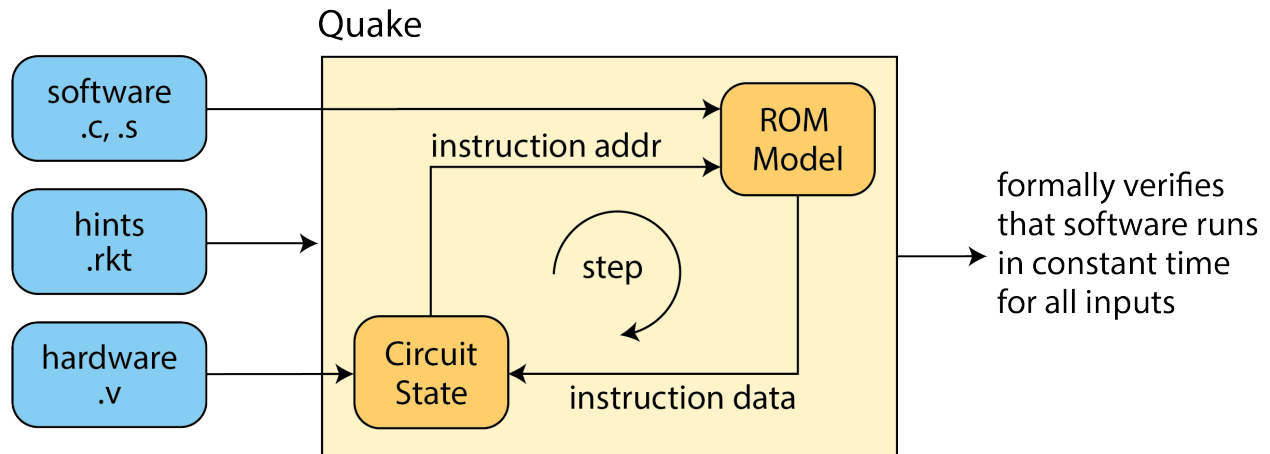 Quake
software
.c, .s
hints
.rkt
hardware
.v
instruction addr
ROM
Model
step
Circuit
State
instruction data
formally verifies
that software runs
in constant time
for all inputs